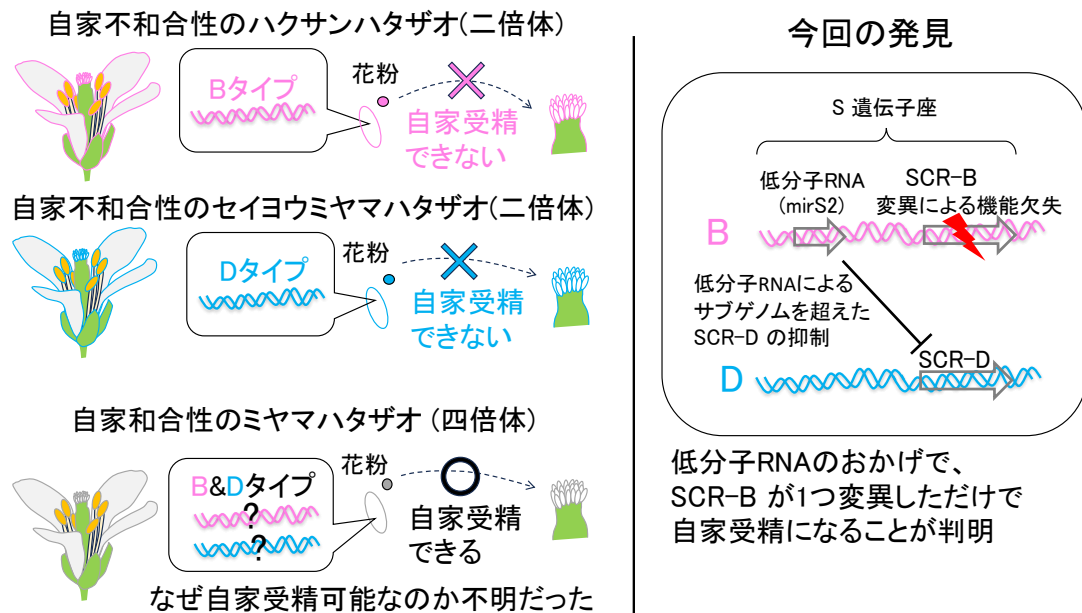 自家不和合性のハクサンハタザオ(二倍体)
Bタイプ
花粉
自家受精
できない
自家不和合性のセイヨウミヤマハタザオ(二倍体)
Dタイプ
花粉
自家受精
できない
自家和合性のミヤマハタザオ (四倍体)
B&Dタイプ
?
?
花粉
自家受精
できる
なぜ自家受精可能なのか不明だった
今回の発見
S 遺伝子座
低分子RNA
(mirS2)
SCR-B
変異による機能欠失
B
低分子RNAによる
サブゲノムを超えた
SCR-D の抑制
SCR-D
D
低分子RNAのおかげで、
SCR-B が1つ変異しただけで
自家受精になることが判明